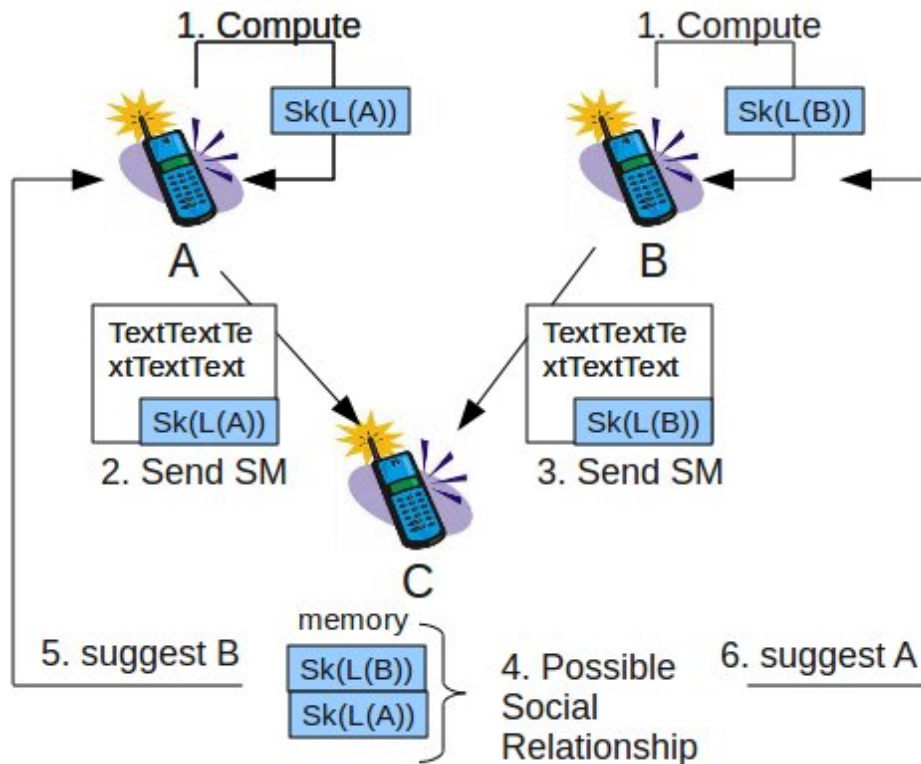 1. Compute
1. Compute
Sk(L(A))
Sk(L(B))
A
B
TextTextTe
xtTextText
Sk(L(A))
2. Send SM
TextTextTe
xtTextText
Sk(L(B))
3. Send SM
C
memory
Sk(L(B))
Sk(L(A))
4. Possible
Social
Relationship
5. suggest B
6. suggest A